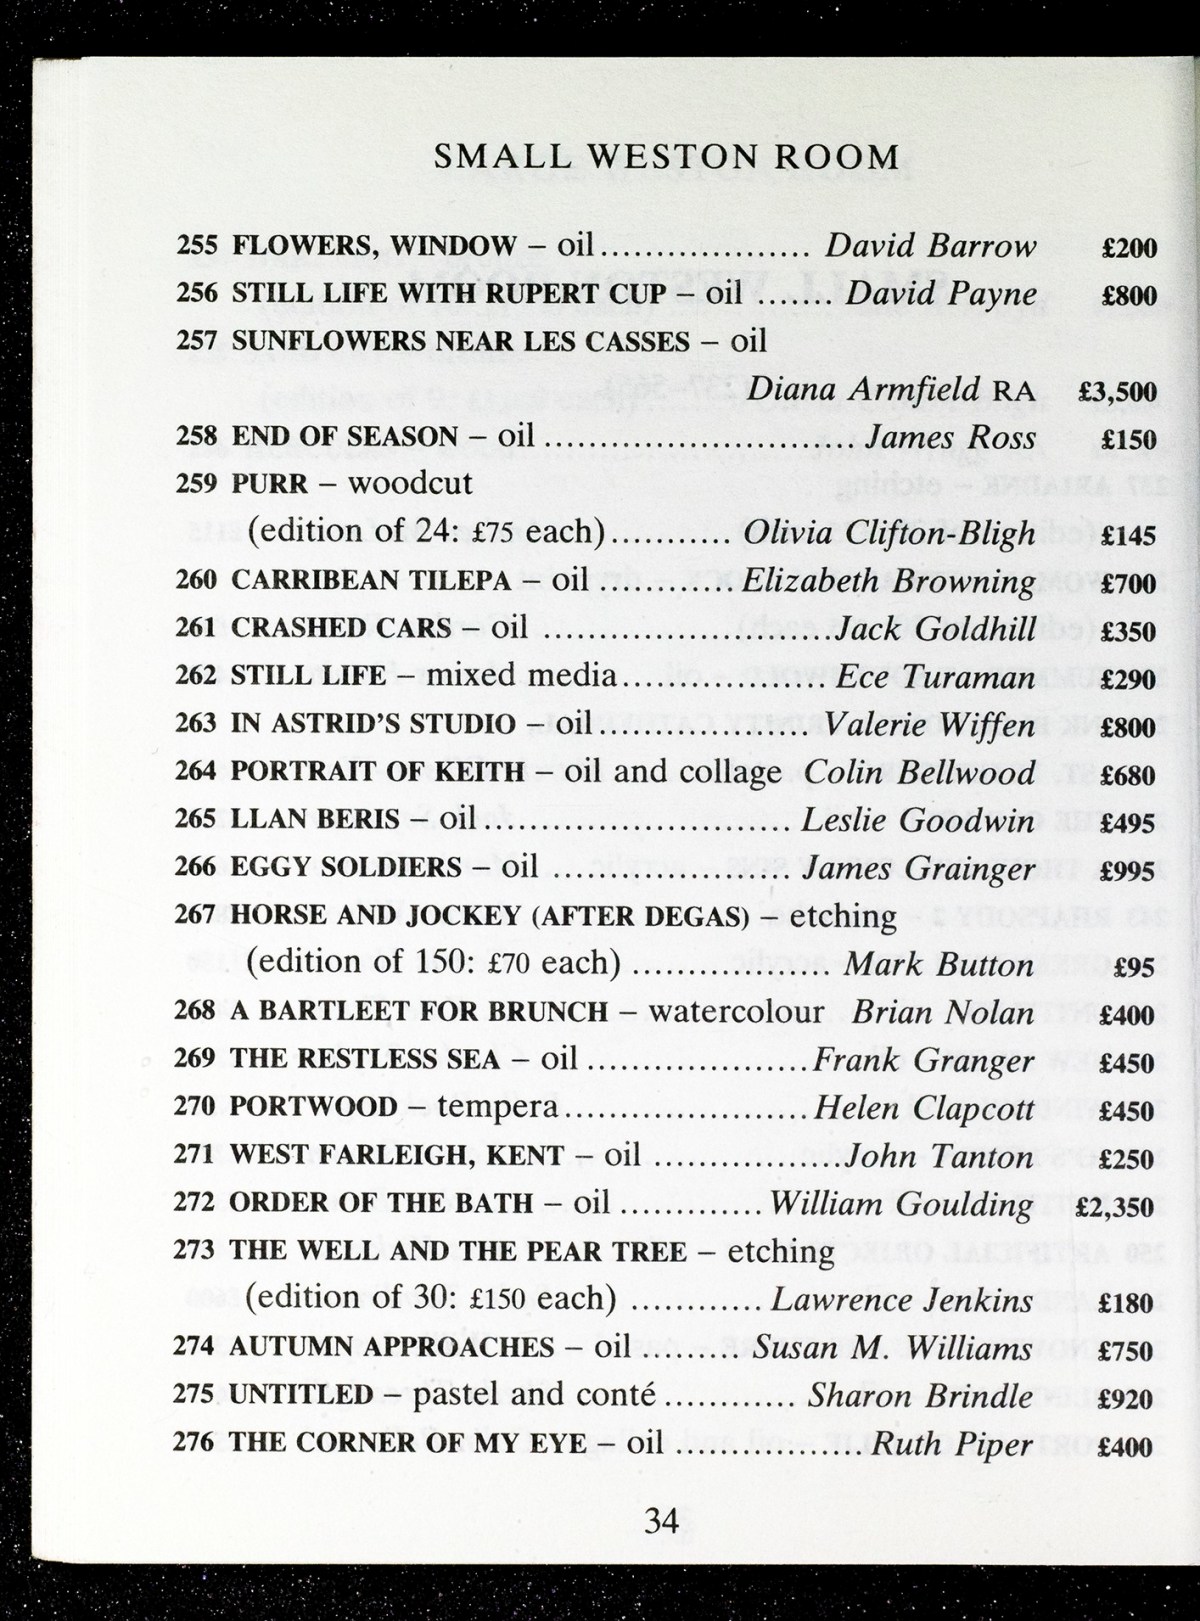 SMALL WESTON ROOM
255 FLOWERS, WINDOW – oil................... David Barrow £200
256 STILL LIFE WITH RUPERT CUP – oil ....... David Payne £800
257 SUNFLOWERS NEAR LES CASSES – oil
Diana Armfield RA £3,500
258 END OF SEASON – oil ............................ James Ross £150
259 PURR – woodcut
(edition of 24: £75 each)........... Olivia Clifton-Bligh £145
260 CARRIBEAN TILEPA – oil ............ Elizabeth Browning £700
261 CRASHED CARS – oil ..........................Jack Goldhill £350
262 STILL LIFE – mixed media................... Ece Turaman £290
263 IN ASTRID'S STUDIO – oil................... Valerie Wiffen £800
264 PORTRAIT OF KEITH – oil and collage Colin Bellwood £680
265 LLAN BERIS – oil............................ Leslie Goodwin £495
266 EGGY SOLDIERS – oil ...................... James Grainger £995
267 HORSE AND JOCKEY (AFTER DEGAS) – etching
(edition of 150: £70 each) .................. Mark Button £95
268 A BARTLEET FOR BRUNCH – watercolour Brian Nolan £400
269 THE RESTLESS SEA – oil ....................Frank Granger £450
270 PORTWOOD – tempera...................... Helen Clapcott £450
271 WEST FARLEIGH, KENT – oil .................John Tanton £250
272 ORDER OF THE BATH – oil ............. William Goulding £2,350
273 THE WELL AND THE PEAR TREE – etching
(edition of 30: £150 each) ............ Lawrence Jenkins £180
274 AUTUMN APPROACHES – oil ......... Susan M. Williams £750
275 UNTITLED – pastel and conté ............ Sharon Brindle £920
276 THE CORNER OF MY EYE – oil ..................Ruth Piper £400
34